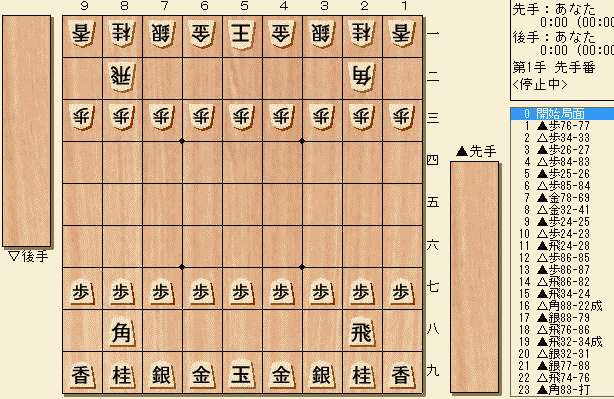 9 8 7 6 5 4 3 2 1
香 桂 銀 金 王 金 銀 桂 香 一
飛 角 二
歩 歩 歩 歩 歩 歩 歩 歩 歩 三
四
五
六
歩 歩 歩 歩 歩 歩 歩 歩 歩 七
角 飛 八
香 桂 銀 金 玉 金 銀 桂 香 九
▽後手
▲先手
先手：あなた
0:00 (00:00
後手：あなた
0:00 (00:00
第1手 先手番
<停止中>
0 開始局面
1 ▲歩76-77
2 △歩34-33
3 ▲歩26-27
4 △歩84-83
5 ▲歩25-26
6 △歩85-84
7 ▲金78-69
8 △金32-41
9 ▲歩24-25
10 △歩24-23
11 ▲飛24-28
12 △歩86-85
13 ▲歩86-87
14 △飛86-82
15 ▲飛34-24
16 △角88-22成
17 ▲銀88-79
18 △飛76-86
19 ▲飛32-34成
20 △銀32-31
21 ▲銀77-88
22 △飛74-76
23 ▲角83-打